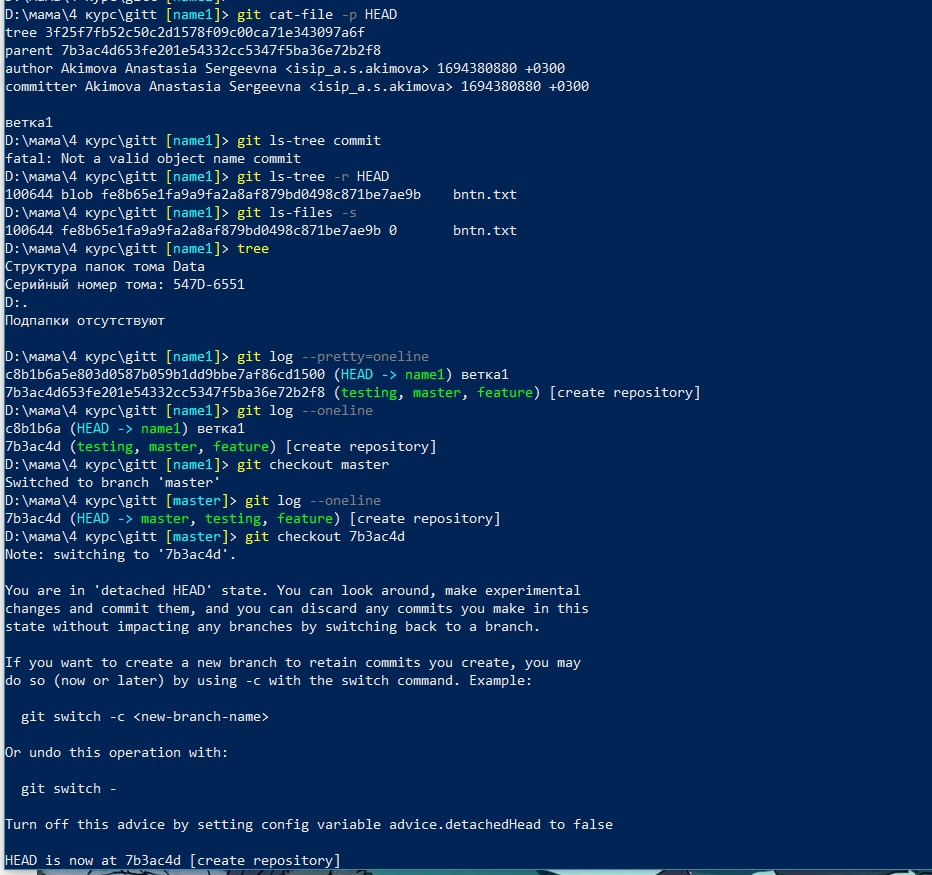 D:\мама\4 курс\gitt [name1]> git cat-file -p HEAD
tree 3f25f7fb52c50c2d1578f09c00ca71e343097a6f
parent 7b3ac4d653fe201e54332cc5347f5ba36e72b2f8
author Akimova Anastasia Sergeevna <isip_a.s.akimova> 1694380880 +0300
committer Akimova Anastasia Sergeevna <isip_a.s.akimova> 1694380880 +0300
ветка1
D:\мама\4 курс\gitt [name1]> git ls-tree commit
fatal: Not a valid object name commit
D:\мама\4 курс\gitt [name1]> git ls-tree -r HEAD
100644 blob fe8b65e1fa9a9fa2a8af879bd0498c871be7ae9b    bntn.txt
D:\мама\4 курс\gitt [name1]> git ls-files -s
100644 fe8b65e1fa9a9fa2a8af879bd0498c871be7ae9b 0       bntn.txt
D:\мама\4 курс\gitt [name1]> tree
Структура папок тома Data
Серийный номер тома: 547D-6551
D:.
Подпапки отсутствуют
D:\мама\4 курс\gitt [name1]> git log --pretty=oneline
c8b1b6a5e803d0587b059b1dd9bbe7af86cd1500 (HEAD -> name1) ветка1
7b3ac4d653fe201e54332cc5347f5ba36e72b2f8 (testing, master, feature) [create repository]
D:\мама\4 курс\gitt [name1]> git log --oneline
c8b1b6a (HEAD -> name1) ветка1
7b3ac4d (testing, master, feature) [create repository]
D:\мама\4 курс\gitt [name1]> git checkout master
Switched to branch 'master'
D:\мама\4 курс\gitt [master]> git log --oneline
7b3ac4d (HEAD -> master, testing, feature) [create repository]
D:\мама\4 курс\gitt [master]> git checkout 7b3ac4d
Note: switching to '7b3ac4d'.
You are in 'detached HEAD' state. You can look around, make experimental
changes and commit them, and you can discard any commits you make in this
state without impacting any branches by switching back to a branch.
If you want to create a new branch to retain commits you create, you may
do so (now or later) by using -c with the switch command. Example:
git switch -c <new-branch-name>
Or undo this operation with:
git switch -
Turn off this advice by setting config variable advice.detachedHead to false
HEAD is now at 7b3ac4d [create repository]